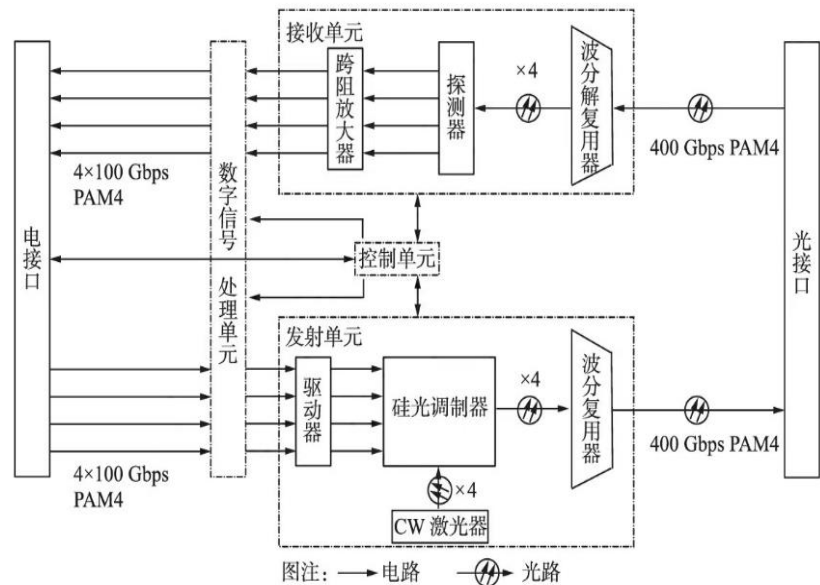 接收单元
跨阻放大器
探测器
×4
波分解复用器
400 Gbps PAM4
4×100 Gbps
PAM4
电接口
数字信号
处理单元
控制单元
光接口
发射单元
驱动器
硅光调制器
×4
波分复用器
400 Gbps PAM4
4×100 Gbps
PAM4
×4
CW 激光器
图注： 电路 光路